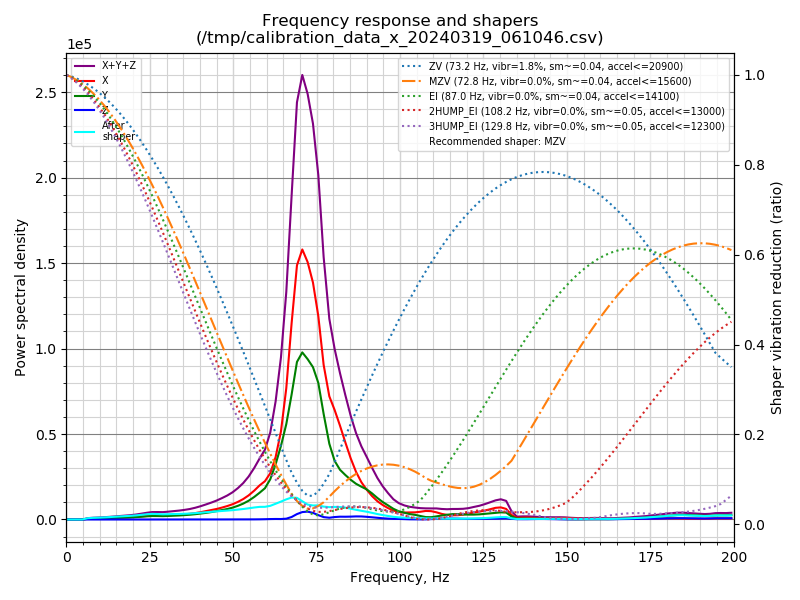 Frequency response and shapers
(/tmp/calibration_data_x_20240319_061046.csv)
1e5
X+Y+Z
X
Y
Z
After
shaper
ZV (73.2 Hz, vibr=1.8%, sm~=0.04, accel<=20900)
MZV (72.8 Hz, vibr=0.0%, sm~=0.04, accel<=15600)
EI (87.0 Hz, vibr=0.0%, sm~=0.04, accel<=14100)
2HUMP_EI (108.2 Hz, vibr=0.0%, sm~=0.05, accel<=13000)
3HUMP_EI (129.8 Hz, vibr=0.0%, sm~=0.05, accel<=12300)
Recommended shaper: MZV
Power spectral density
2.5
2.0
1.5
1.0
0.5
0.0
1.0
0.8
0.6
0.4
0.2
0.0
Shaper vibration reduction (ratio)
0 25 50 75 100 125 150 175 200
Frequency, Hz